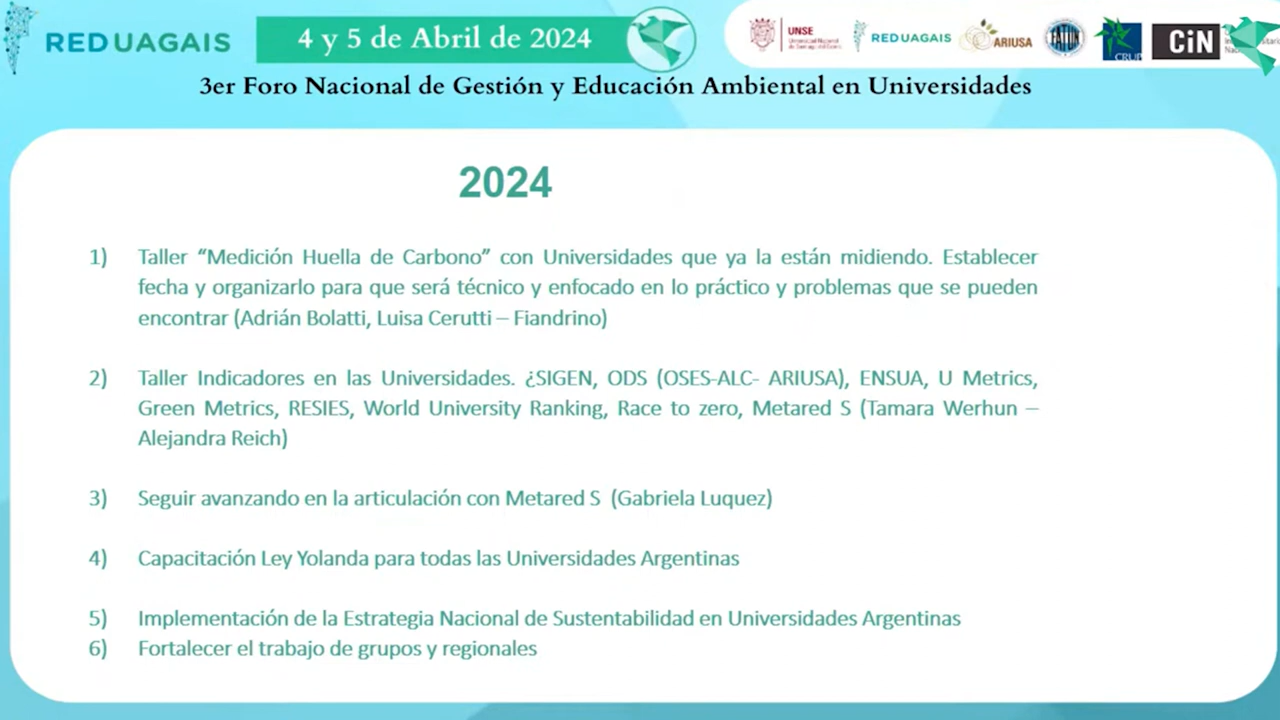 REDUAGAIS
4 y 5 de Abril de 2024
UNSE
REDUAGAIS
ARIUSA
CRUP
CiN
3er Foro Nacional de Gestión y Educación Ambiental en Universidades
2024
1) Taller “Medición Huella de Carbono” con Universidades que ya la están midiendo. Establecer
fecha y organizarlo para que será técnico y enfocado en lo práctico y problemas que se pueden
encontrar (Adrián Bolatti, Luisa Cerutti – Fiandrino)
2) Taller Indicadores en las Universidades. ¿SIGEN, ODS (OSES-ALC- ARIUSA), ENSUA, U Metrics,
Green Metrics, RESIES, World University Ranking, Race to zero, Metared S (Tamara Werhun –
Alejandra Reich)
3) Seguir avanzando en la articulación con Metared S (Gabriela Luquez)
4) Capacitación Ley Yolanda para todas las Universidades Argentinas
5) Implementación de la Estrategia Nacional de Sustentabilidad en Universidades Argentinas
6) Fortalecer el trabajo de grupos y regionales